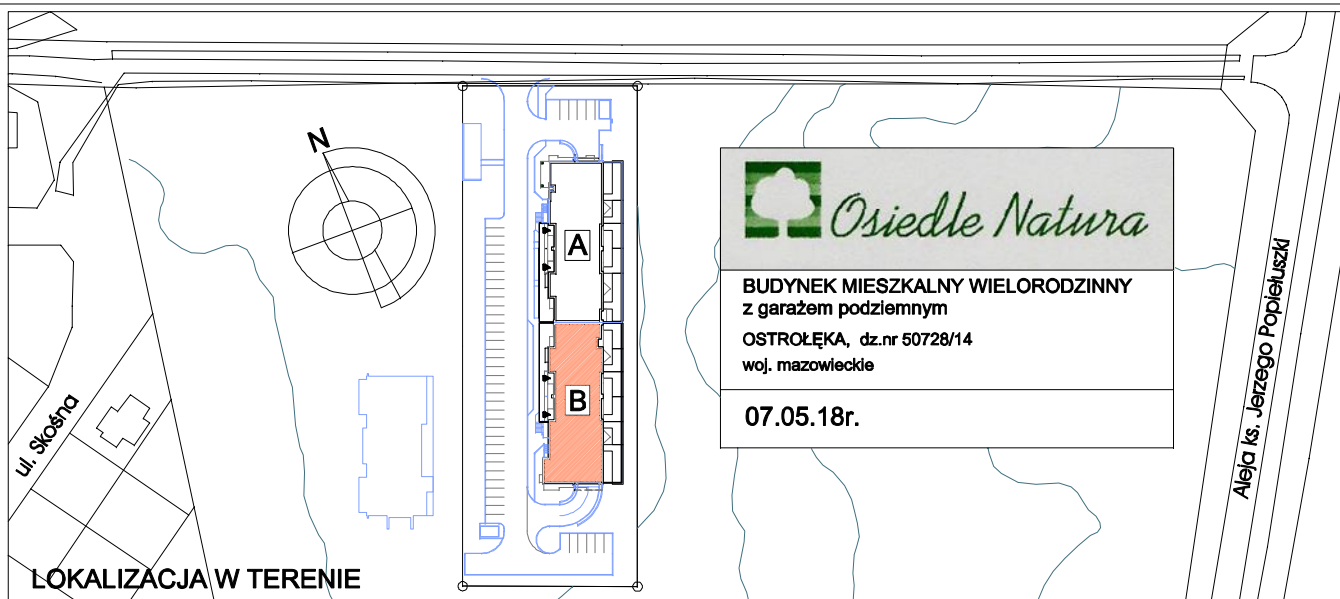 N
A
B
Osiedle Natura
BUDYNEK MIESZKALNY WIELORODZINNY
z garażem podziemnym
OSTROŁĘKA, dz.nr 50728/14
woj. mazowieckie
07.05.18r.
ul. Skośna
Aleja ks. Jerzego Popiełuszki
LOKALIZACJA W TERENIE